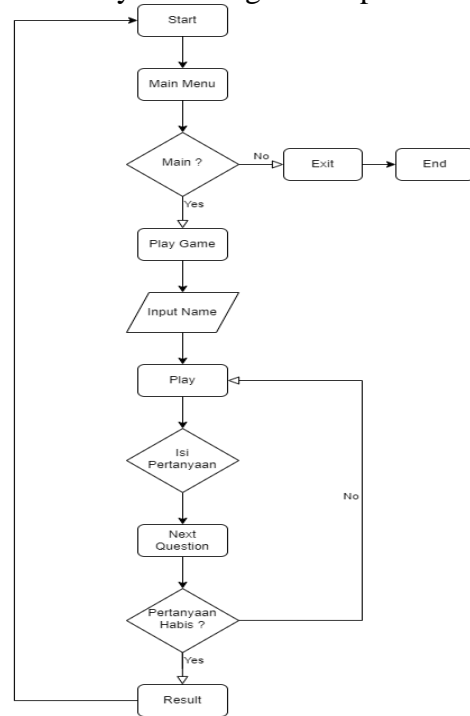 Start
Main Menu
Main ?
No
Exit
End
Yes
Play Game
Input Name
Play
Isi
Pertanyaan
No
Next
Question
Pertanyaan
Habis ?
Yes
Result